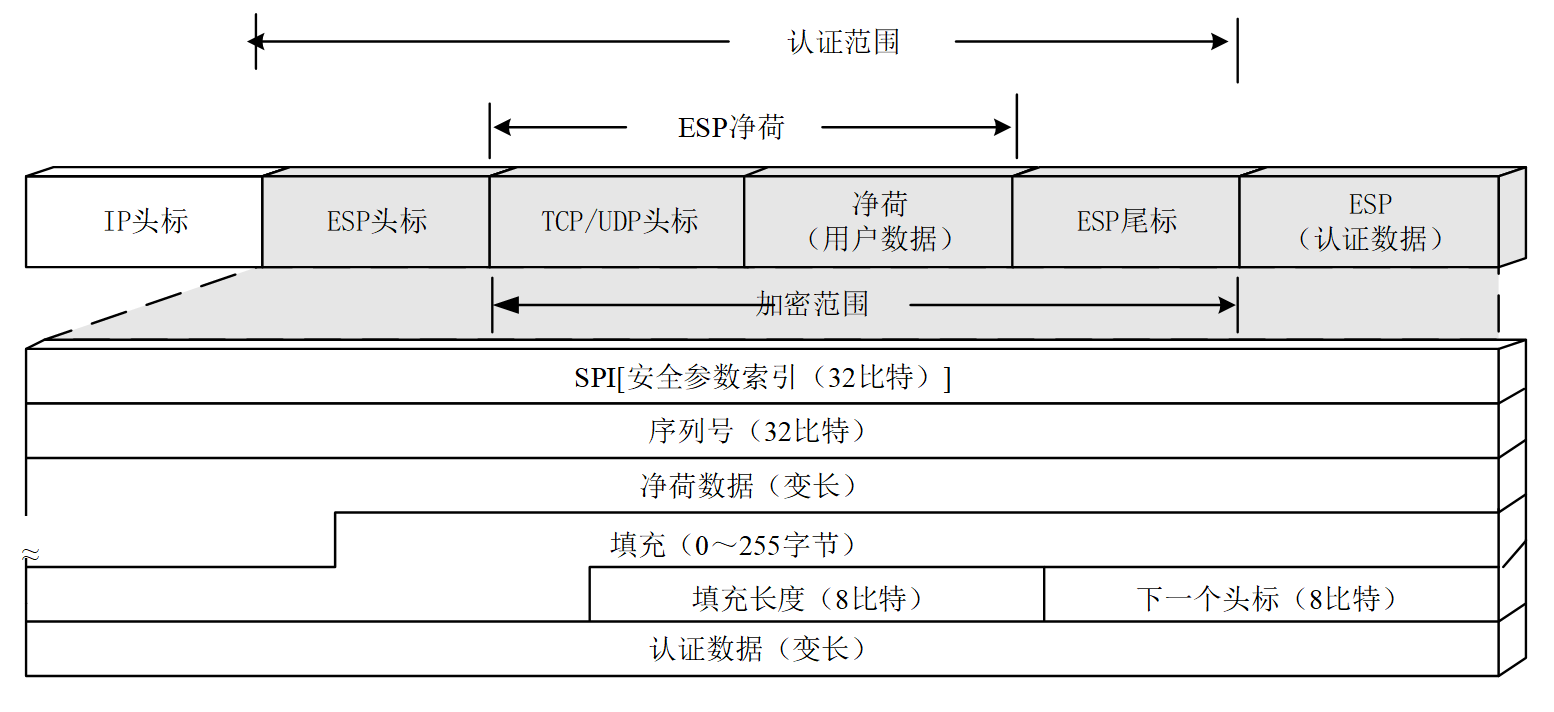 认证范围
ESP净荷
IP头标
ESP头标
TCP/UDP头标
净荷
（用户数据）
ESP尾标
ESP
（认证数据）
加密范围
SPI[安全参数索引（32比特）]
序列号（32比特）
净荷数据（变长）
≈
填充（0～255字节）
填充长度（8比特）
下一个头标（8比特）
认证数据（变长）